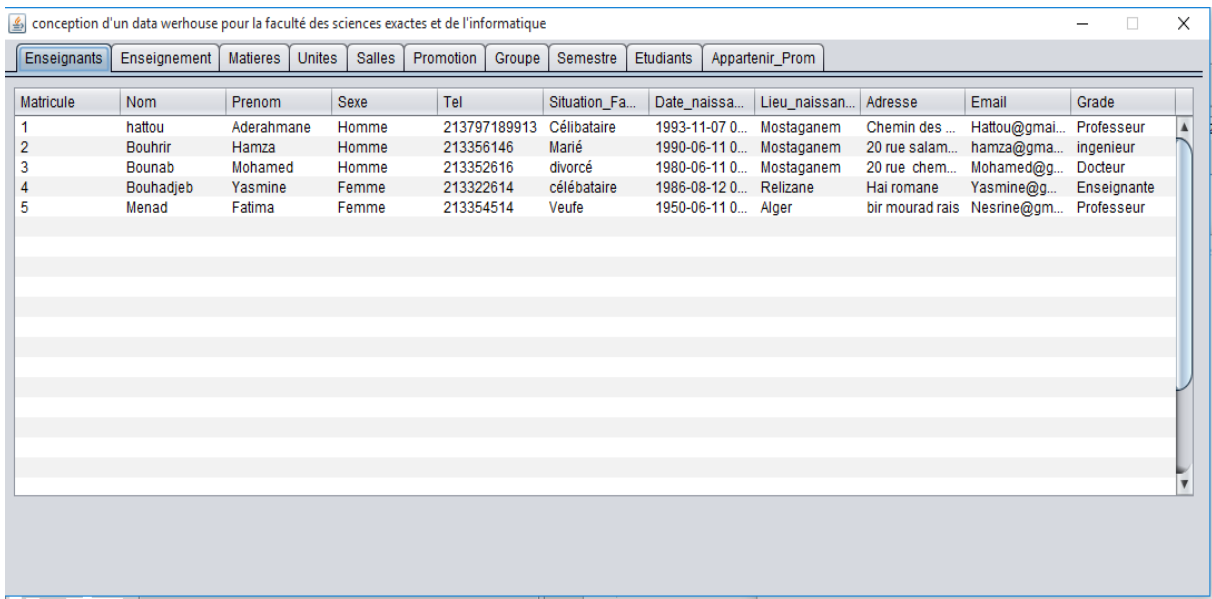 conception d'un data werhouse pour la faculté des sciences exactes et de l'informatique
Enseignants Enseignement Matieres Unites Salles Promotion Groupe Semestre Etudiants Appartenir_Prom
Matricule Nom Prenom Sexe Tel Situation_Fa... Date_naissa... Lieu_naissan... Adresse Email Grade
1 hattou Aderahmane Homme 213797189913 Célibataire 1993-11-07 0... Mostaganem Chemin des ... Hattou@gmai... Professeur
2 Bouhrir Hamza Homme 213356146 Marié 1990-06-11 0... Mostaganem 20 rue salam... hamza@gma... ingenieur
3 Bounab Mohamed Homme 213352616 divorcé 1980-06-11 0... Mostaganem 20 rue chem... Mohamed@g... Docteur
4 Bouhadjeb Yasmine Femme 213322614 célébataire 1986-08-12 0... Relizane Hai romane Yasmine@g... Enseignante
5 Menad Fatima Femme 213354514 Veufe 1950-06-11 0... Alger bir mourad rais Nesrine@gm... Professeur